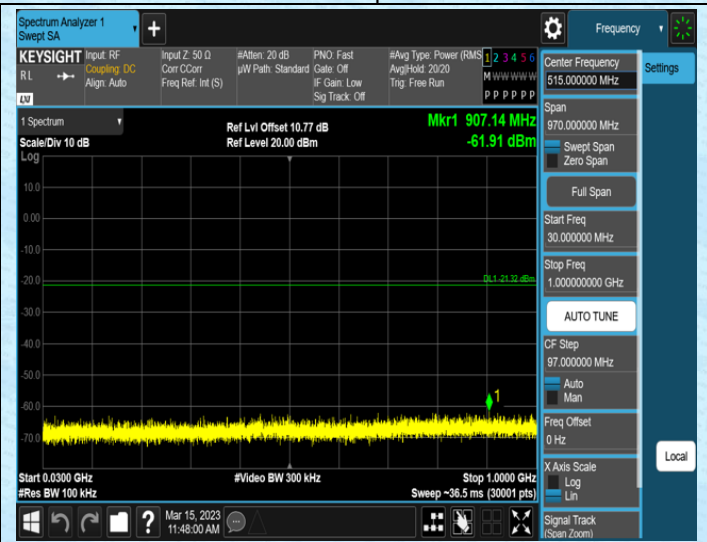 Spectrum Analyzer 1
Swept SA
+
Frequency
KEYSIGHT
RL
LXI
Input: RF
Coupling: DC
Align: Auto
Input Z: 50 Ω
Corr CCorr
Freq Ref: Int (S)
#Atten: 20 dB
µW Path: Standard
PNO: Fast
Gate: Off
IF Gain: Low
Sig Track: Off
#Avg Type: Power (RMS
Avg|Hold: 20/20
Trig: Free Run
1 2 3 4 5 6
M W W W W W
P P P P P P
Center Frequency
515.000000 MHz
Settings
1 Spectrum
Scale/Div 10 dB
Ref Lvl Offset 10.77 dB
Ref Level 20.00 dBm
Mkr1 907.14 MHz
-61.91 dBm
Span
970.000000 MHz
Swept Span
Zero Span
Full Span
Start Freq
30.000000 MHz
Stop Freq
1.000000000 GHz
AUTO TUNE
CF Step
97.000000 MHz
Auto
Man
Freq Offset
0 Hz
X Axis Scale
Log
Lin
Signal Track
(Span Zoom)
Local
Log
10.0
0.00
-10.0
-20.0
DL1 -21.32 dBm
-30.0
-40.0
-50.0
-60.0
1
-70.0
Start 0.0300 GHz
#Video BW 300 kHz
Stop 1.0000 GHz
#Res BW 100 kHz
Sweep ~36.5 ms (30001 pts)
?
Mar 15, 2023
11:48:00 AM